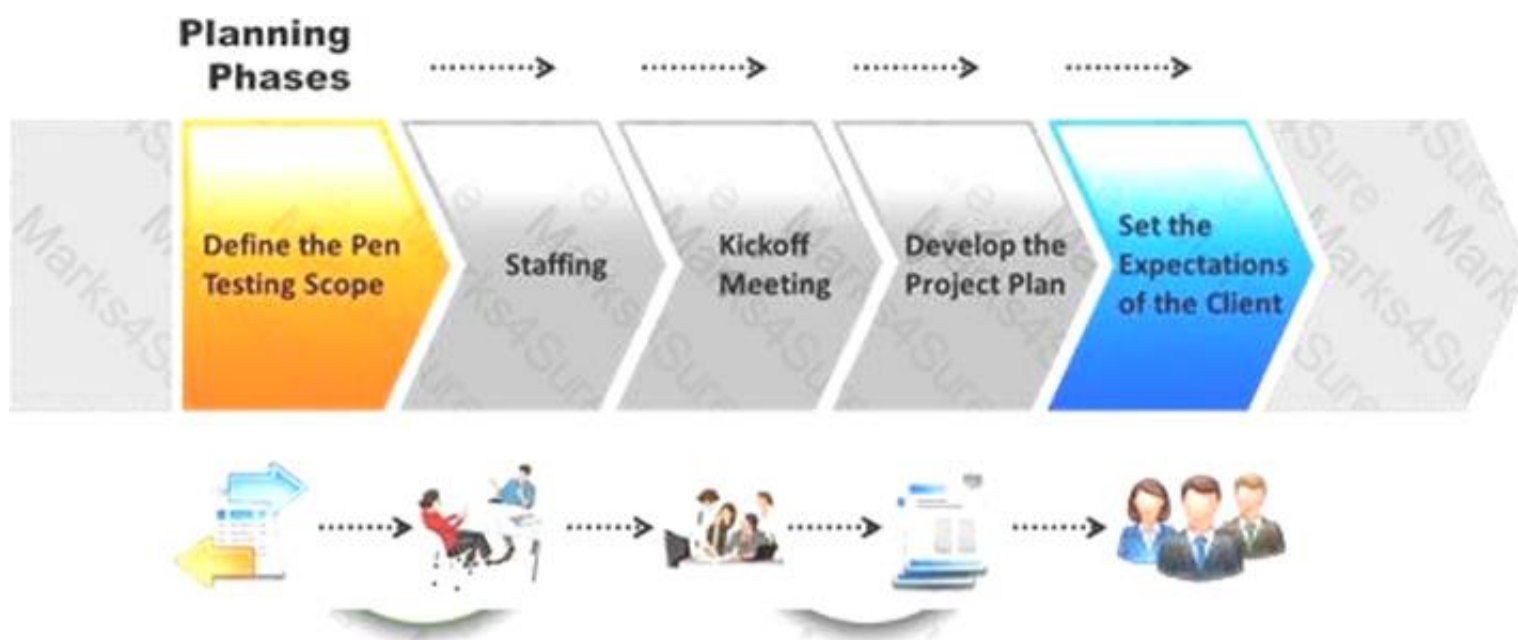 Planning
Phases
Define the Pen
Testing Scope
Staffing
Kickoff
Meeting
Develop the
Project Plan
Set the
Expectations
of the Client
Marks4Sure